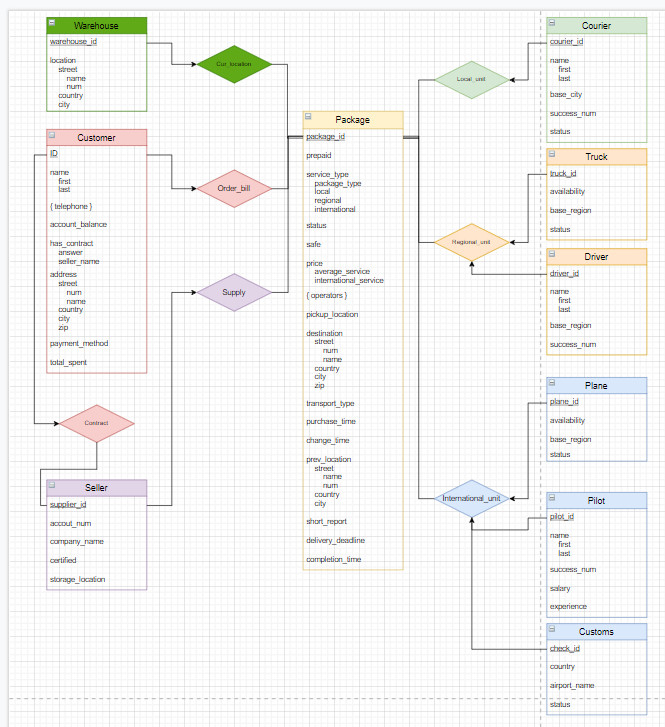 Warehouse
warehouse_id
location
street
name
num
country
city
Cur_location
Customer
ID
name
first
last
{ telephone }
account_balance
has_contract
answer
seller_name
address
street
num
name
country
city
zip
payment_method
total_spent
Order_bill
Supply
Contract
Seller
supplier_id
accout_num
company_name
certified
storage_location
Package
package_id
prepaid
service_type
package_type
local
regional
international
status
safe
price
average_service
international_service
{ operators }
pickup_location
destination
street
num
name
country
city
zip
transport_type
purchase_time
change_time
prev_location
street
name
num
country
city
short_report
delivery_deadline
completion_time
Local_unit
Regional_unit
International_unit
Courier
courier_id
name
first
last
base_city
success_num
status
Truck
truck_id
availability
base_region
status
Driver
driver_id
name
first
last
base_region
success_num
Plane
plane_id
availability
base_region
status
Pilot
pilot_id
name
first
last
success_num
salary
experience
Customs
check_id
country
airport_name
status